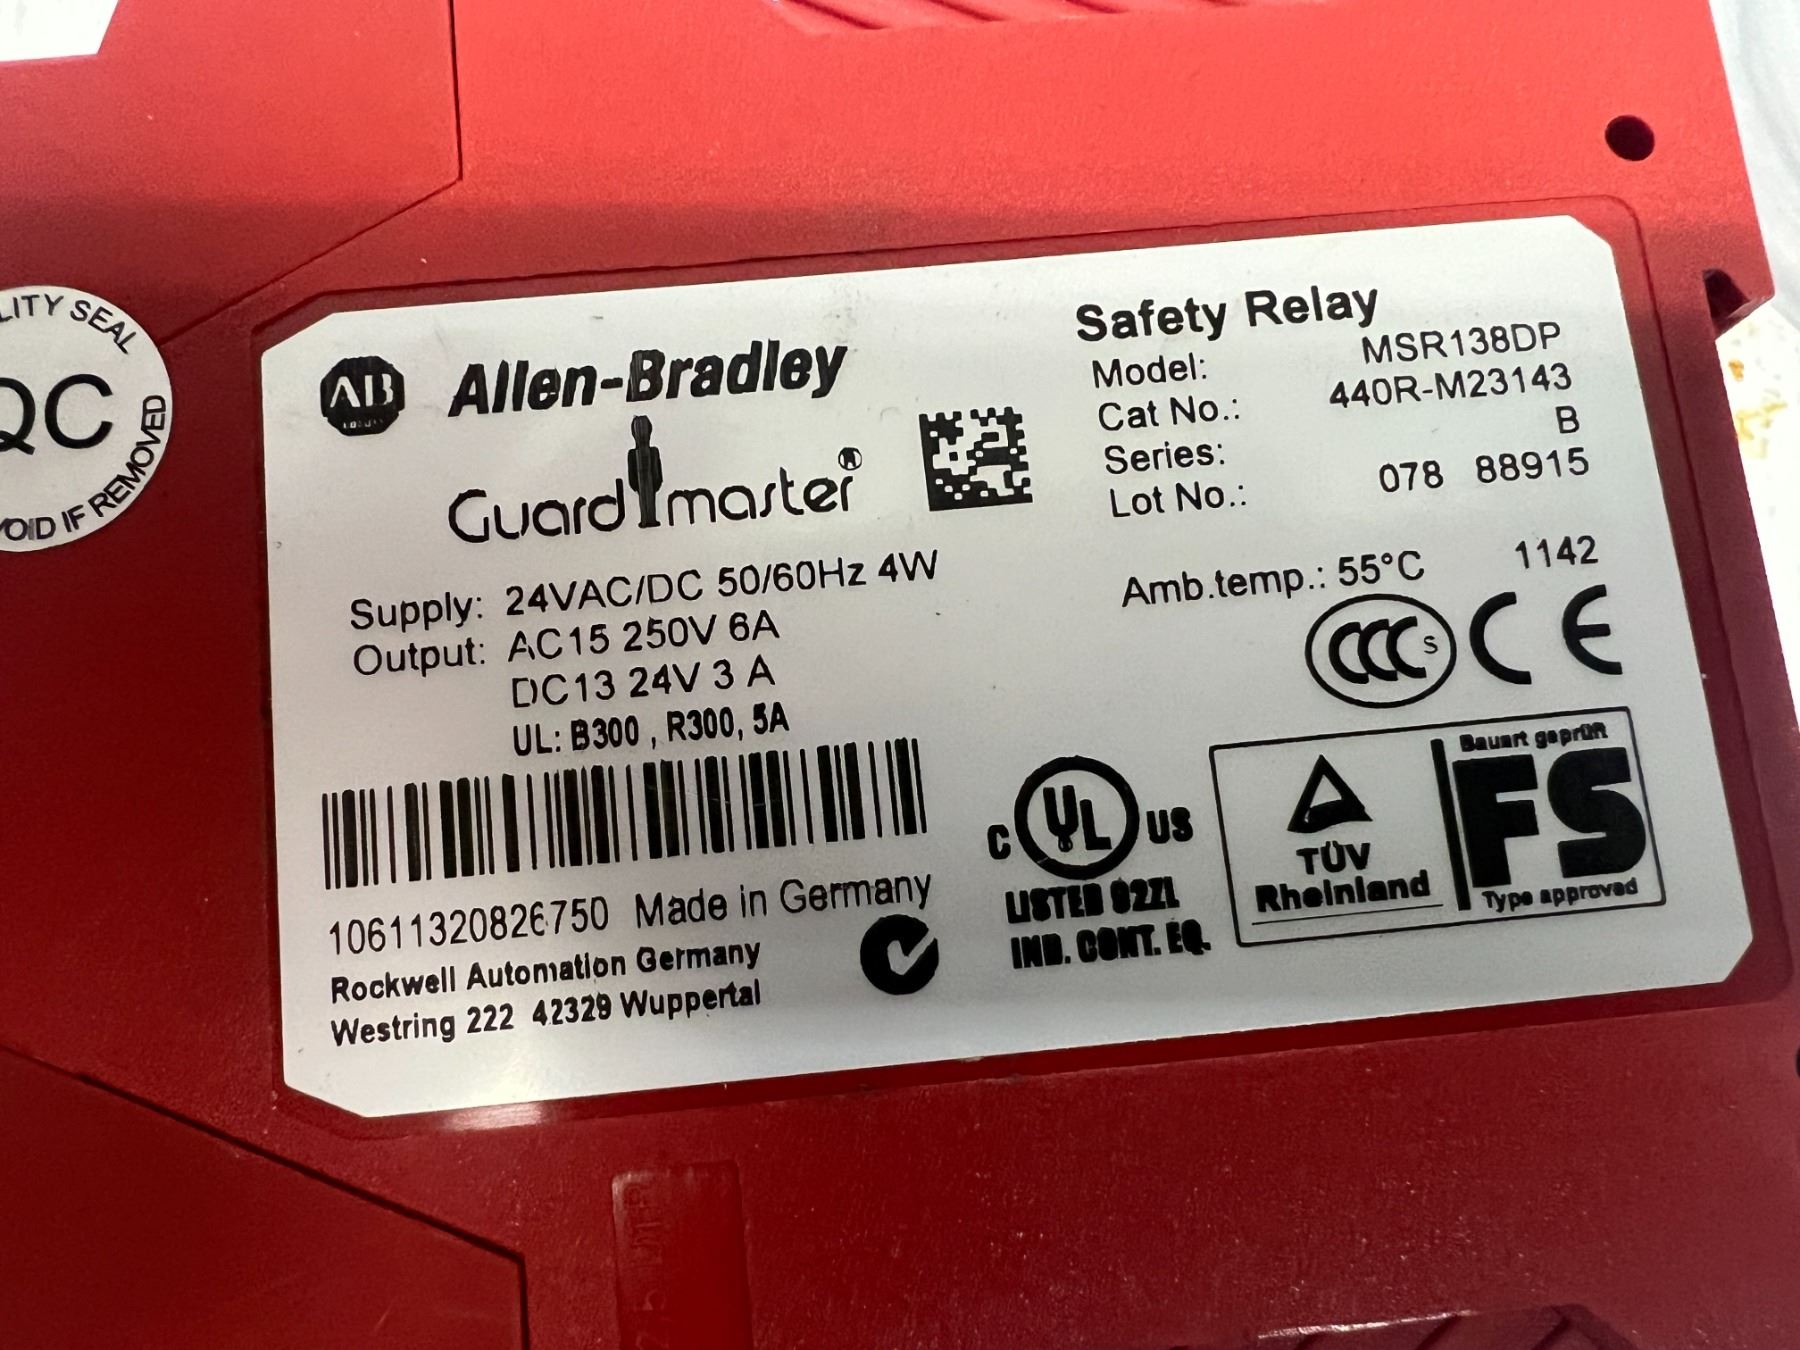 LITY SEAL
QC
VOID IF REMOVED
AB
Allen-Bradley
Guardmaster®
Safety Relay
Model: MSR138DP
Cat No.: 440R-M23143
Series: B
Lot No.: 078 88915
Supply: 24VAC/DC 50/60Hz 4W
Output: AC15 250V 6A
DC13 24V 3 A
UL: B300 , R300, 5A
Amb.temp.: 55°C 1142
CCC S CE
10611320826750 Made in Germany
Rockwell Automation Germany
Westring 222 42329 Wuppertal
C UL US
LISTED 92ZL
IND. CONT. EQ.
TÜV
Rheinland
Bauart geprüft
FS
Type approved